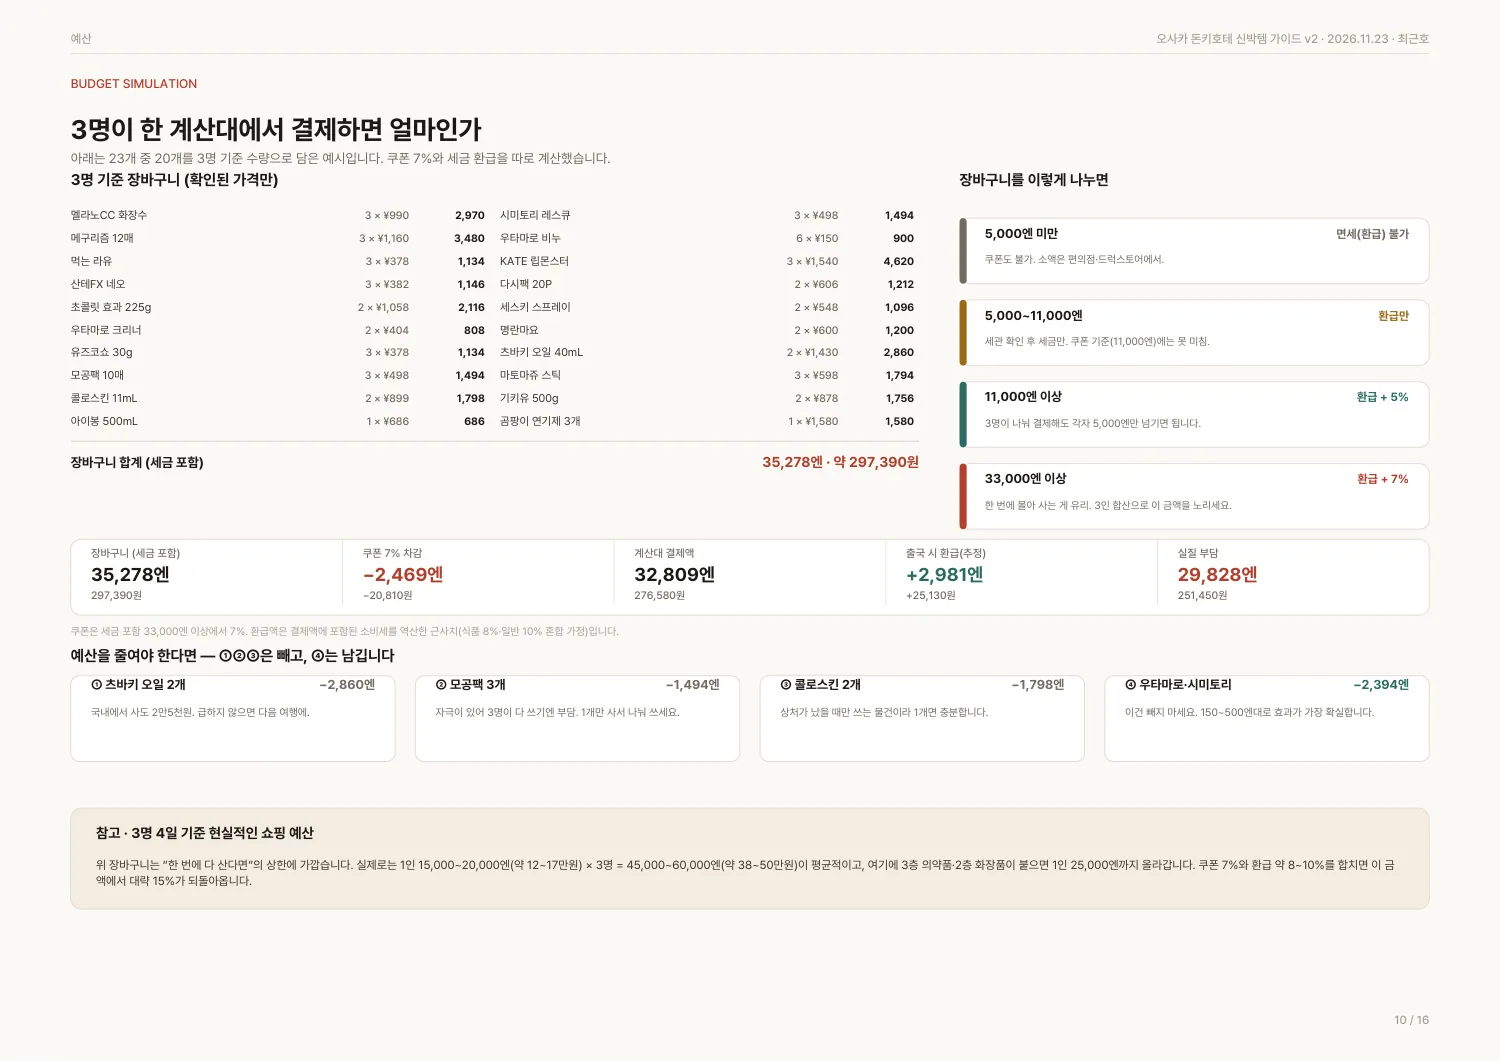 예산
오사카 돈키호테 신박템 가이드 v2 · 2026.11.23 · 최근호
BUDGET SIMULATION
3명이 한 계산대에서 결제하면 얼마인가
아래는 23개 중 20개를 3명 기준 수량으로 담은 예시입니다. 쿠폰 7%와 세금 환급을 따로 계산했습니다.
3명 기준 장바구니 (확인된 가격만)
멜라노CC 화장수 3 × ¥990 2,970 시미토리 레스큐 3 × ¥498 1,494
메구리즘 12매 3 × ¥1,160 3,480 우타마로 비누 6 × ¥150 900
먹는 라유 3 × ¥378 1,134 KATE 립몬스터 3 × ¥1,540 4,620
산테FX 네오 3 × ¥382 1,146 다시팩 20P 2 × ¥606 1,212
초콜릿 효과 225g 2 × ¥1,058 2,116 세스키 스프레이 2 × ¥548 1,096
우타마로 크리너 2 × ¥404 808 명란마요 2 × ¥600 1,200
유즈코쇼 30g 3 × ¥378 1,134 츠바키 오일 40mL 2 × ¥1,430 2,860
모공팩 10매 3 × ¥498 1,494 마토마쥬 스틱 3 × ¥598 1,794
콜로스킨 11mL 2 × ¥899 1,798 기키유 500g 2 × ¥878 1,756
아이봉 500mL 1 × ¥686 686 곰팡이 연기제 3개 1 × ¥1,580 1,580
장바구니 합계 (세금 포함) 35,278엔 · 약 297,390원
장바구니를 이렇게 나누면
5,000엔 미만 면세(환급) 불가
쿠폰도 불가. 소액은 편의점·드럭스토어에서.
5,000~11,000엔 환급만
세관 확인 후 세금만. 쿠폰 기준(11,000엔)에는 못 미침.
11,000엔 이상 환급 + 5%
3명이 나눠 결제해도 각자 5,000엔만 넘기면 됩니다.
33,000엔 이상 환급 + 7%
한 번에 몰아 사는 게 유리. 3인 합산으로 이 금액을 노리세요.
장바구니 (세금 포함)
35,278엔
297,390원
쿠폰 7% 차감
−2,469엔
−20,810원
계산대 결제액
32,809엔
276,580원
출국 시 환급(추정)
+2,981엔
+25,130원
실질 부담
29,828엔
251,450원
쿠폰은 세금 포함 33,000엔 이상에서 7%. 환급액은 결제액에 포함된 소비세를 역산한 근사치(식품 8%·일반 10% 혼합 가정)입니다.
예산을 줄여야 한다면 — ①②③은 빼고, ④는 남깁니다
① 츠바키 오일 2개 −2,860엔
국내에서 사도 2만5천원. 급하지 않으면 다음 여행에.
② 모공팩 3개 −1,494엔
자극이 있어 3명이 다 쓰기엔 부담. 1개만 사서 나눠 쓰세요.
③ 콜로스킨 2개 −1,798엔
상처가 났을 때만 쓰는 물건이라 1개면 충분합니다.
④ 우타마로·시미토리 −2,394엔
이건 빼지 마세요. 150~500엔대로 효과가 가장 확실합니다.
참고 · 3명 4일 기준 현실적인 쇼핑 예산
위 장바구니는 “한 번에 다 산다면”의 상한에 가깝습니다. 실제로는 1인 15,000~20,000엔(약 12~17만원) × 3명 = 45,000~60,000엔(약 38~50만원)이 평균적이고, 여기에 3층 의약품·2층 화장품이 붙으면 1인 25,000엔까지 올라갑니다. 쿠폰 7%와 환급 약 8~10%를 합치면 이 금
액에서 대략 15%가 되돌아옵니다.
10 / 16